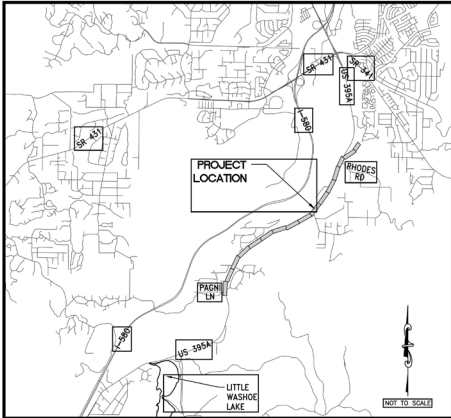 SR-431
SR-341
US 395A
I-580
SR-431
PROJECT
LOCATION
RHODES
RD
PAGNI
LN
I-580
US-395A
LITTLE
WASHOE
LAKE
NOT TO SCALE